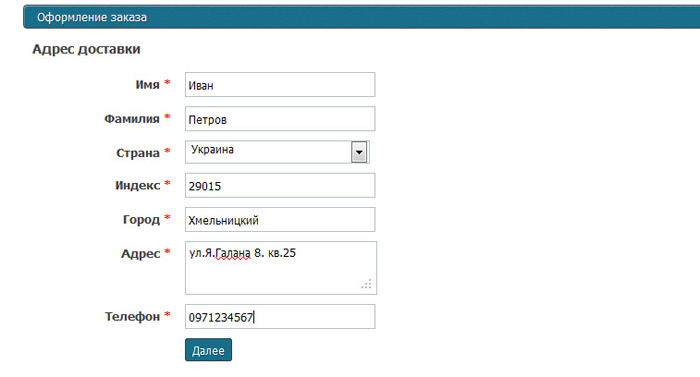 Оформление заказа
Адрес доставки
Имя * Иван
Фамилия * Петров
Страна * Украина
Индекс * 29015
Город * Хмельницкий
Адрес * ул.Я.Галана 8. кв.25
Телефон * 0971234567
Далее